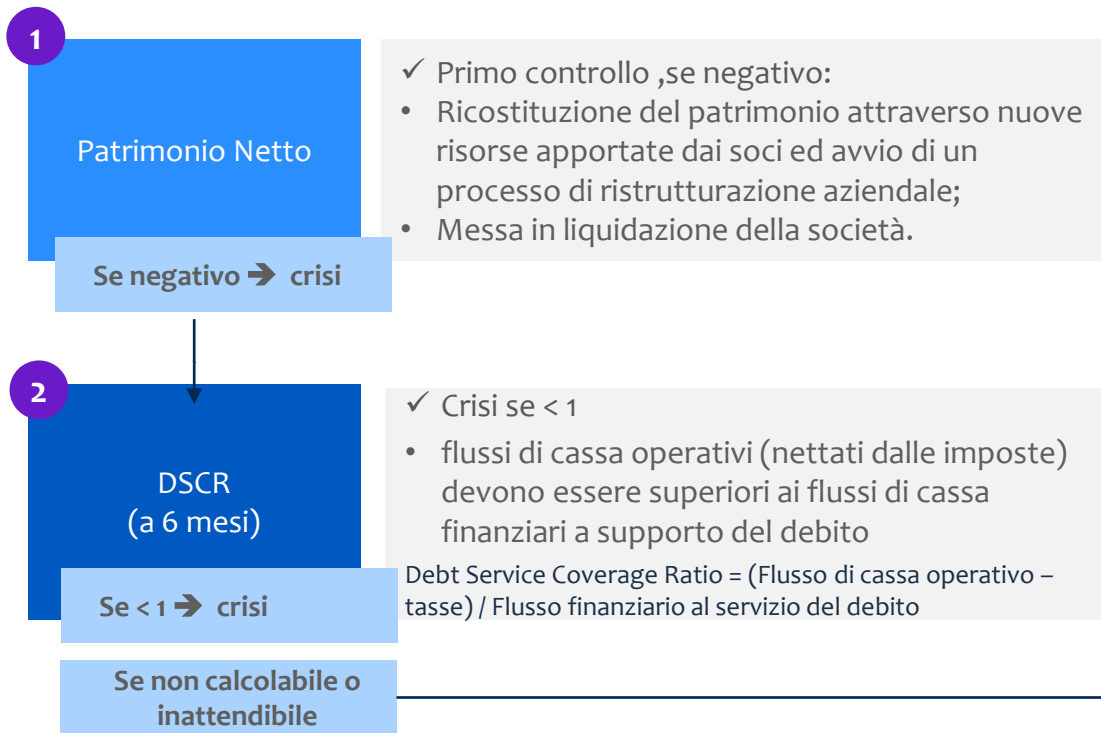 1
Patrimonio Netto
Se negativo ➔ crisi
✓ Primo controllo ,se negativo:
• Ricostituzione del patrimonio attraverso nuove
risorse apportate dai soci ed avvio di un
processo di ristrutturazione aziendale;
• Messa in liquidazione della società.
2
DSCR
(a 6 mesi)
Se < 1 ➔ crisi
Se non calcolabile o
inattendibile
✓ Crisi se < 1
• flussi di cassa operativi (nettati dalle imposte)
devono essere superiori ai flussi di cassa
finanziari a supporto del debito
Debt Service Coverage Ratio = (Flusso di cassa operativo –
tasse) / Flusso finanziario al servizio del debito